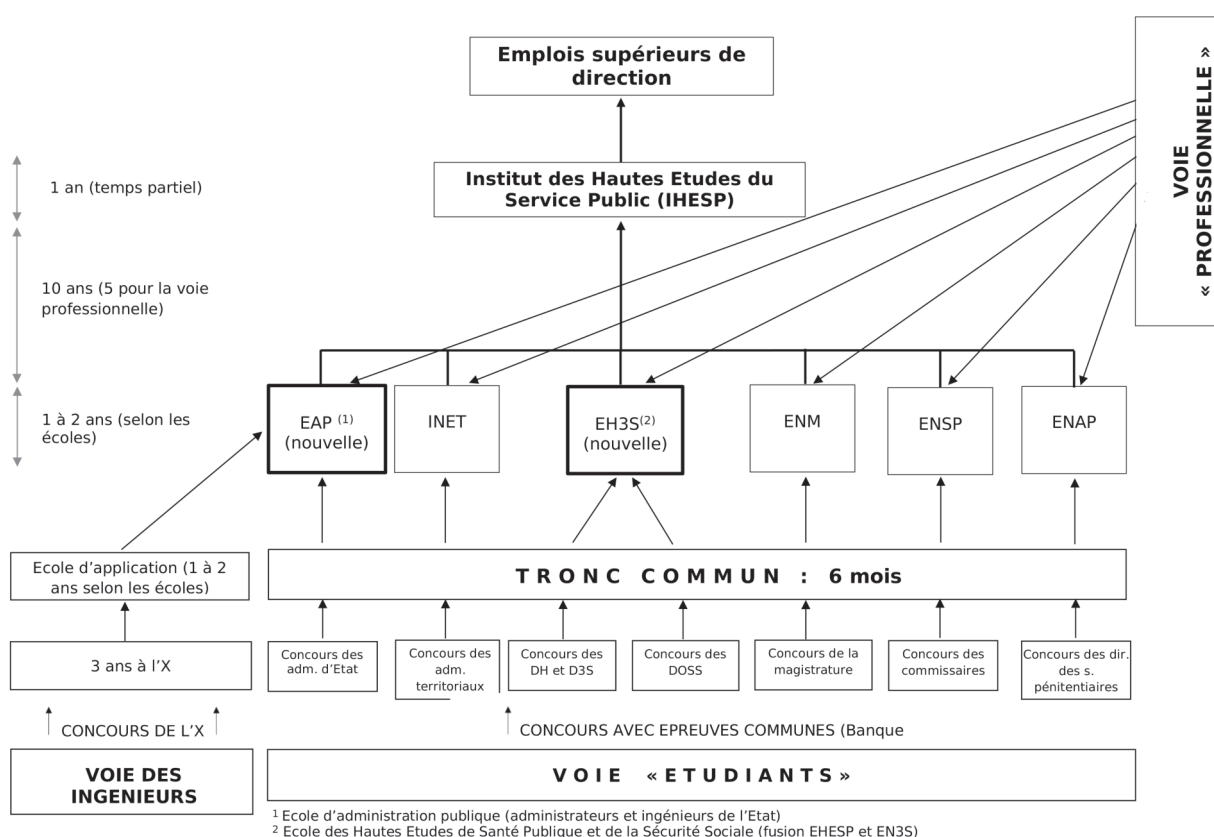 Emplois supérieurs de
direction
VOIE
« PROFESSIONNELLE »
1 an (temps partiel)
Institut des Hautes Etudes du
Service Public (IHESP)
10 ans (5 pour la voie
professionnelle)
1 à 2 ans (selon les
écoles)
EAP (1)
(nouvelle)
INET
EH3S(2)
(nouvelle)
ENM
ENSP
ENAP
Ecole d’application (1 à 2
ans selon les écoles)
TRONC COMMUN : 6 mois
3 ans à l’X
Concours des
adm. d’Etat
Concours des
adm.
territoriaux
Concours des
DH et D3S
Concours des
DOSS
Concours de la
magistrature
Concours des
commissaires
Concours des dir.
des s.
pénitentiaires
CONCOURS DE L’X
CONCOURS AVEC EPREUVES COMMUNES (Banque
VOIE DES
INGENIEURS
VOIE «ETUDIANTS»
1 Ecole d’administration publique (administrateurs et ingénieurs de l’Etat)
2 Ecole des Hautes Etudes de Santé Publique et de la Sécurité Sociale (fusion EHESP et EN3S)